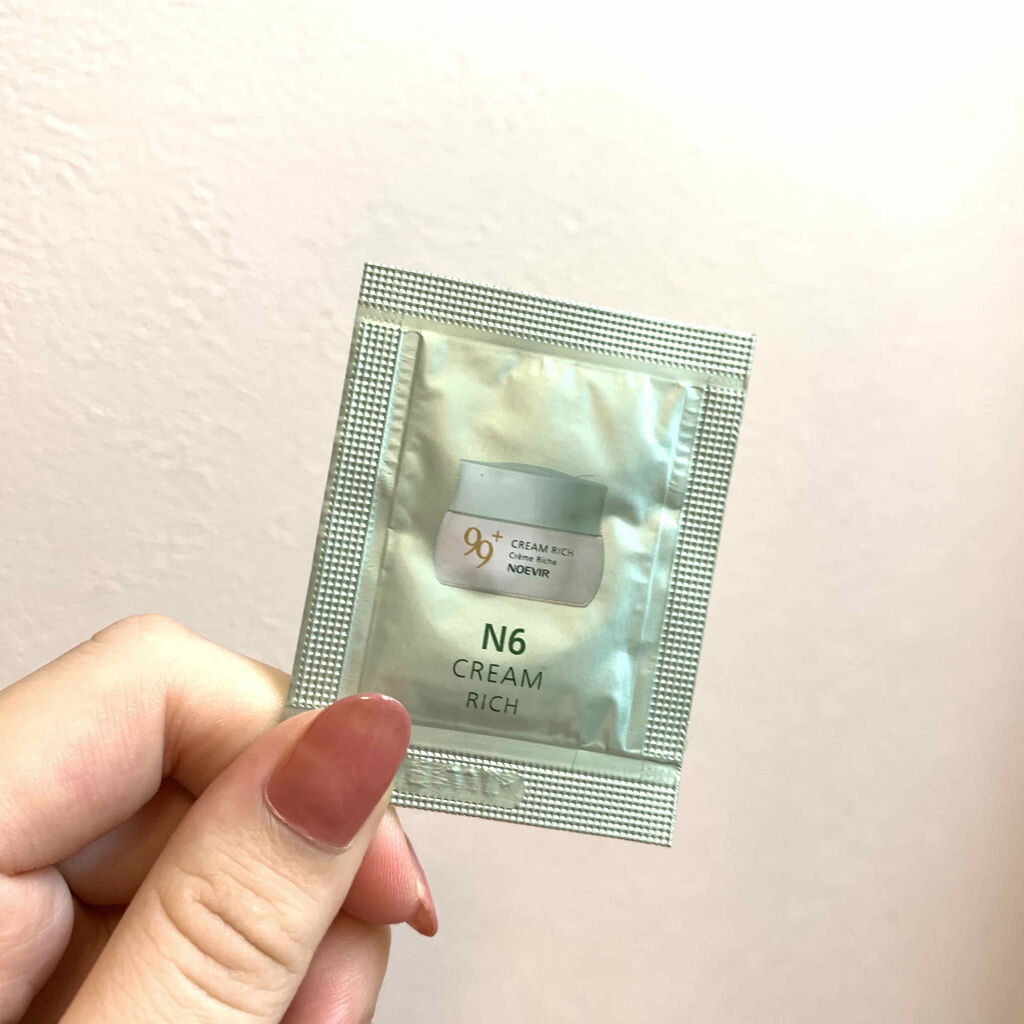 99+
CREAM RICH
Crème Riche
NOEVIR
N6
CREAM
RICH